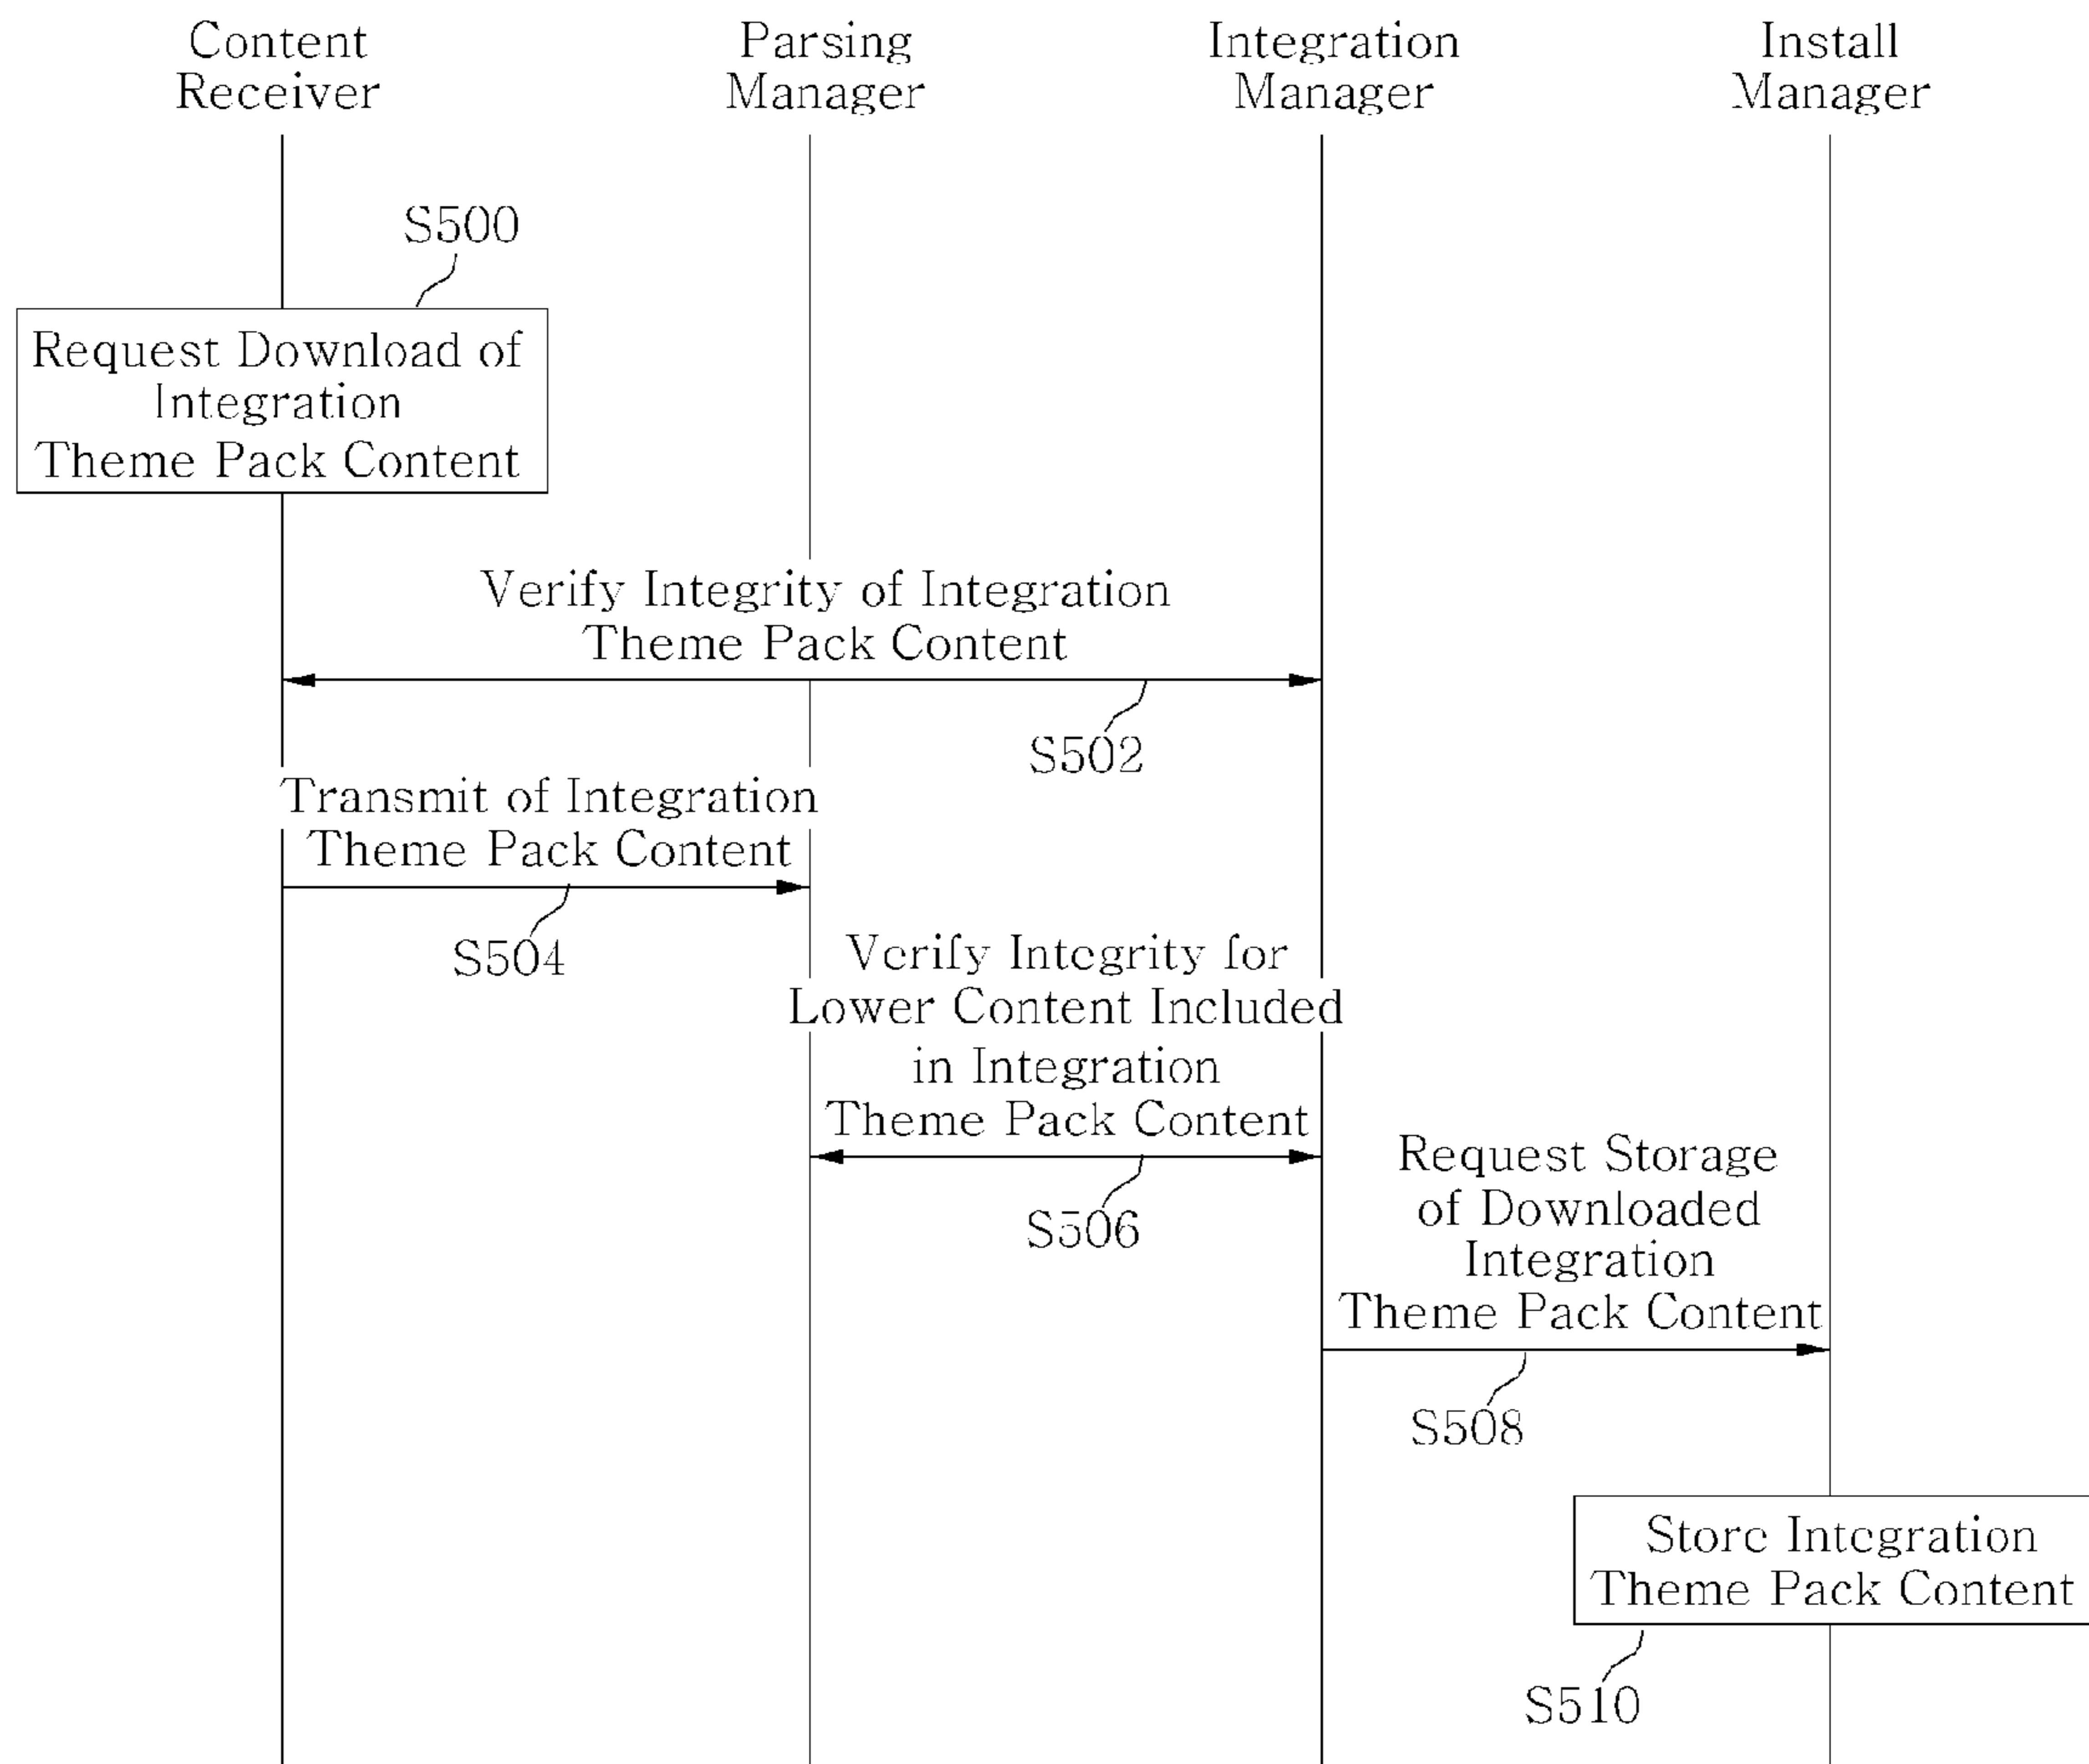 Content
Receiver
Parsing
Manager
Integration
Manager
Install
Manager
S500
Request Download of
Integration
Theme Pack Content
Verify Integrity of Integration
Theme Pack Content
S502
Transmit of Integration
Theme Pack Content
S504
Verify Integrity for
Lower Content Included
in Integration
Theme Pack Content
S506
Request Storage
of Downloaded
Integration
Theme Pack Content
S508
Store Integration
Theme Pack Content
S510